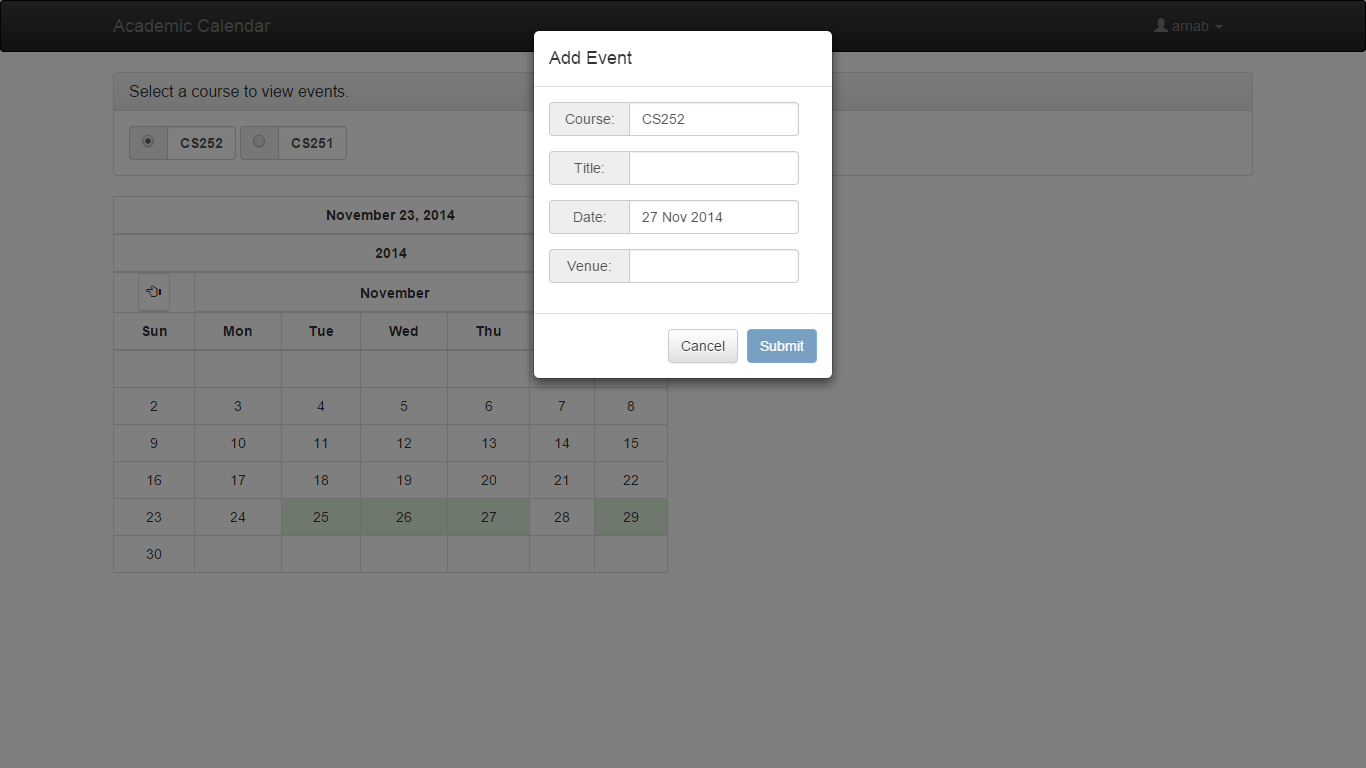 Academic Calendar
arnab
Add Event
Select a course to view events.
CS252 CS251
Course: CS252
Title:
Date: 27 Nov 2014
Venue:
Cancel Submit
November 23, 2014
2014
November
Sun Mon Tue Wed Thu
2 3 4 5 6 7 8
9 10 11 12 13 14 15
16 17 18 19 20 21 22
23 24 25 26 27 28 29
30